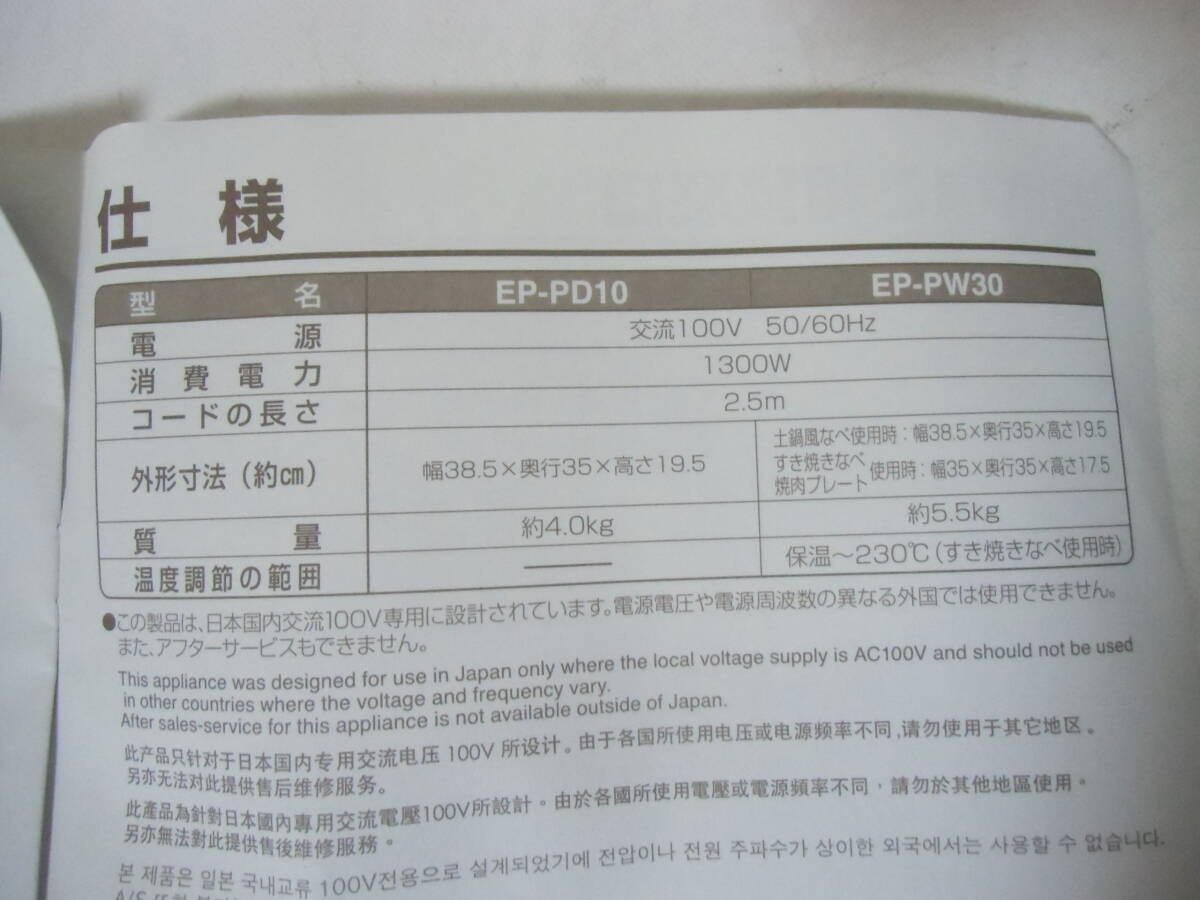 仕 様
型 名 EP-PD10 EP-PW30
電 源 交流100V 50/60Hz
消 費 電 力 1300W
コードの長さ 2.5m
外形寸法（約㎝） 幅38.5×奥行35×高さ19.5 土鍋風なべ使用時：幅38.5×奥行35×高さ19.5
すき焼きなべ
焼肉プレート 使用時：幅35×奥行35×高さ17.5
質 量 約4.0kg 約5.5kg
温度調節の範囲 —— 保温～230℃（すき焼きなべ使用時）
●この製品は、日本国内交流100V専用に設計されています。電源電圧や電源周波数の異なる外国では使用できません。
また、アフターサービスもできません。
This appliance was designed for use in Japan only where the local voltage supply is AC100V and should not be used
in other countries where the voltage and frequency vary.
After sales-service for this appliance is not available outside of Japan.
此产品只针对于日本国内专用交流电压 100V 所设计。由于各国所使用电压或电源频率不同,请勿使用于其它地区。
另亦无法对此提供售后维修服务。
此產品為針對日本國內專用交流電壓100V所設計。由於各國所使用電壓或電源頻率不同，請勿於其他地區使用。
另亦無法對此提供售後維修服務。
본 제품은 일본 국내교류 100V전용으로 설계되었기에 전압이나 전원 주파수가 상이한 외국에서는 사용할 수 없습니다.
A/S 또한